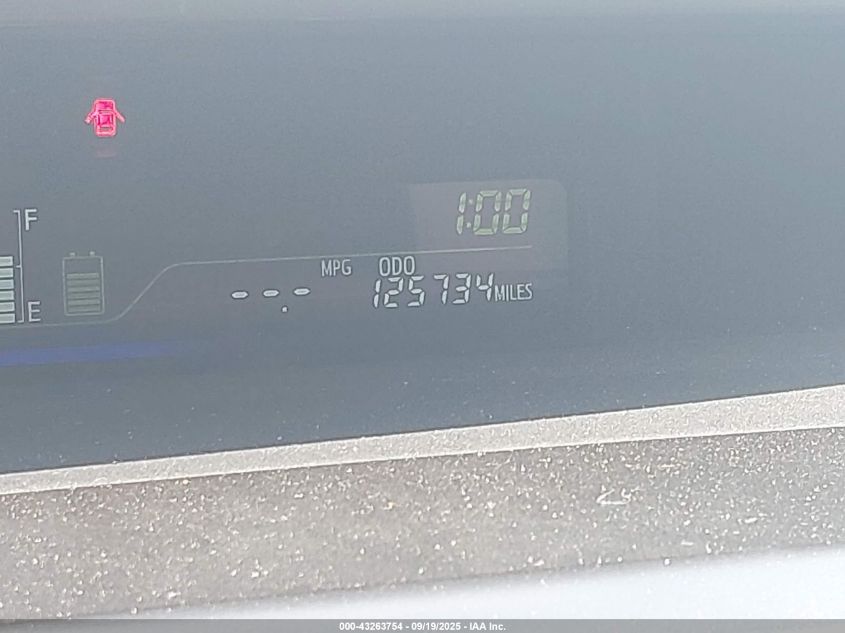 1:00
F
MPG ODO
E --.- 125734 MILES
000-43263754 - 09/19/2025 - IAA Inc.